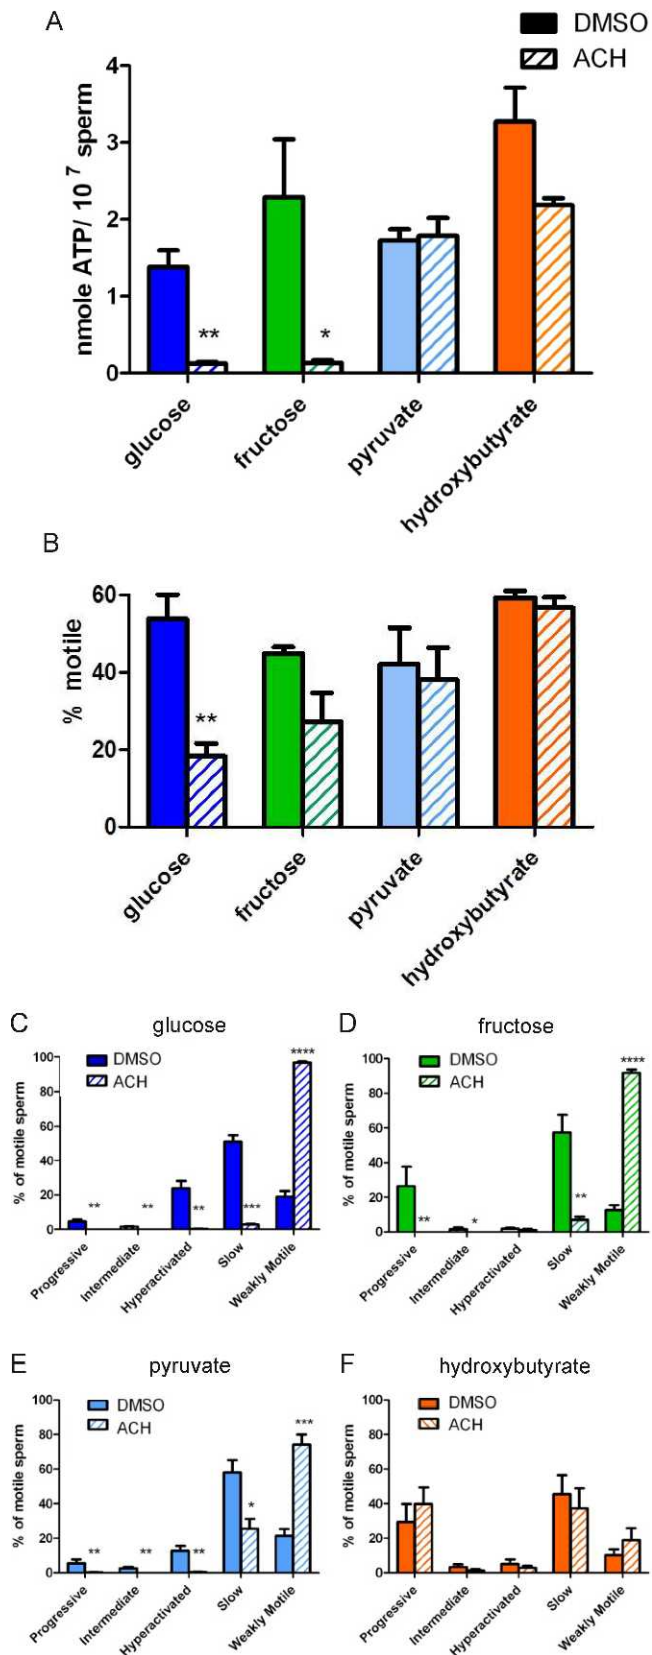 A
DMSO
ACH
nmole ATP/ 10 7 sperm
4
3
2
1
0
**
*
glucose
fructose
pyruvate
hydroxybutyrate
B
% motile
60
40
20
0
**
glucose
fructose
pyruvate
hydroxybutyrate
C
glucose
DMSO
ACH
% of motile sperm
100
80
60
40
20
0
**
**
**
***
****
Progressive
Intermediate
Hyperactivated
Slow
Weakly Motile
D
fructose
DMSO
ACH
% of motile sperm
100
80
60
40
20
0
**
*
**
****
Progressive
Intermediate
Hyperactivated
Slow
Weakly Motile
E
pyruvate
DMSO
ACH
% of motile sperm
100
80
60
40
20
0
**
**
**
*
***
Progressive
Intermediate
Hyperactivated
Slow
Weakly Motile
F
hydroxybutyrate
DMSO
ACH
% of motile sperm
100
80
60
40
20
0
Progressive
Intermediate
Hyperactivated
Slow
Weakly Motile